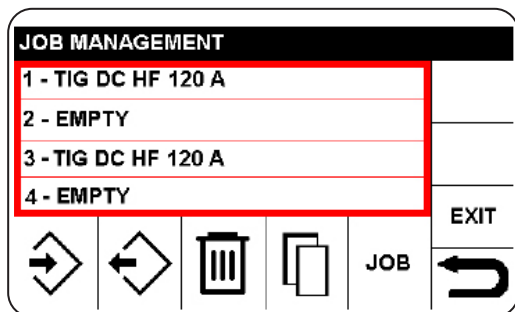 JOB MANAGEMENT
1 - TIG DC HF 120 A
2 - EMPTY
3 - TIG DC HF 120 A
4 - EMPTY
EXIT
JOB